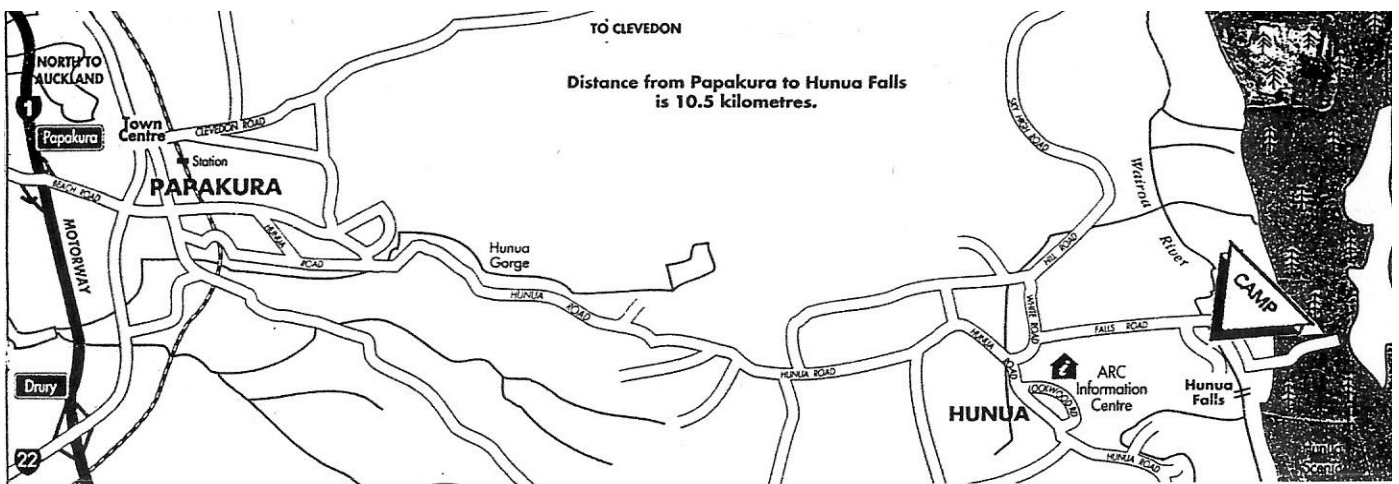 TO CLEVEDON
NORTH TO
AUCKLAND
Distance from Papakura to Hunua Falls
is 10.5 kilometres.
1
Papakura
Town
Centre
CLEVEDON ROAD
SKY HIGH ROAD
Station
PAPAKURA
BEACH ROAD
Wairoa
River
MOTORWAY
HUNUA
ROAD
Hunua
Gorge
HUNUA
ROAD
HILL ROAD
CAMP
WHITE ROAD
FALLS ROAD
HUNUA
ROAD
HUNUA ROAD
i
ARC
Information
Centre
LOCKWOOD RD
Drury
HUNUA
Hunua
Falls
22
HUNUA ROAD
Hunua
Scenic